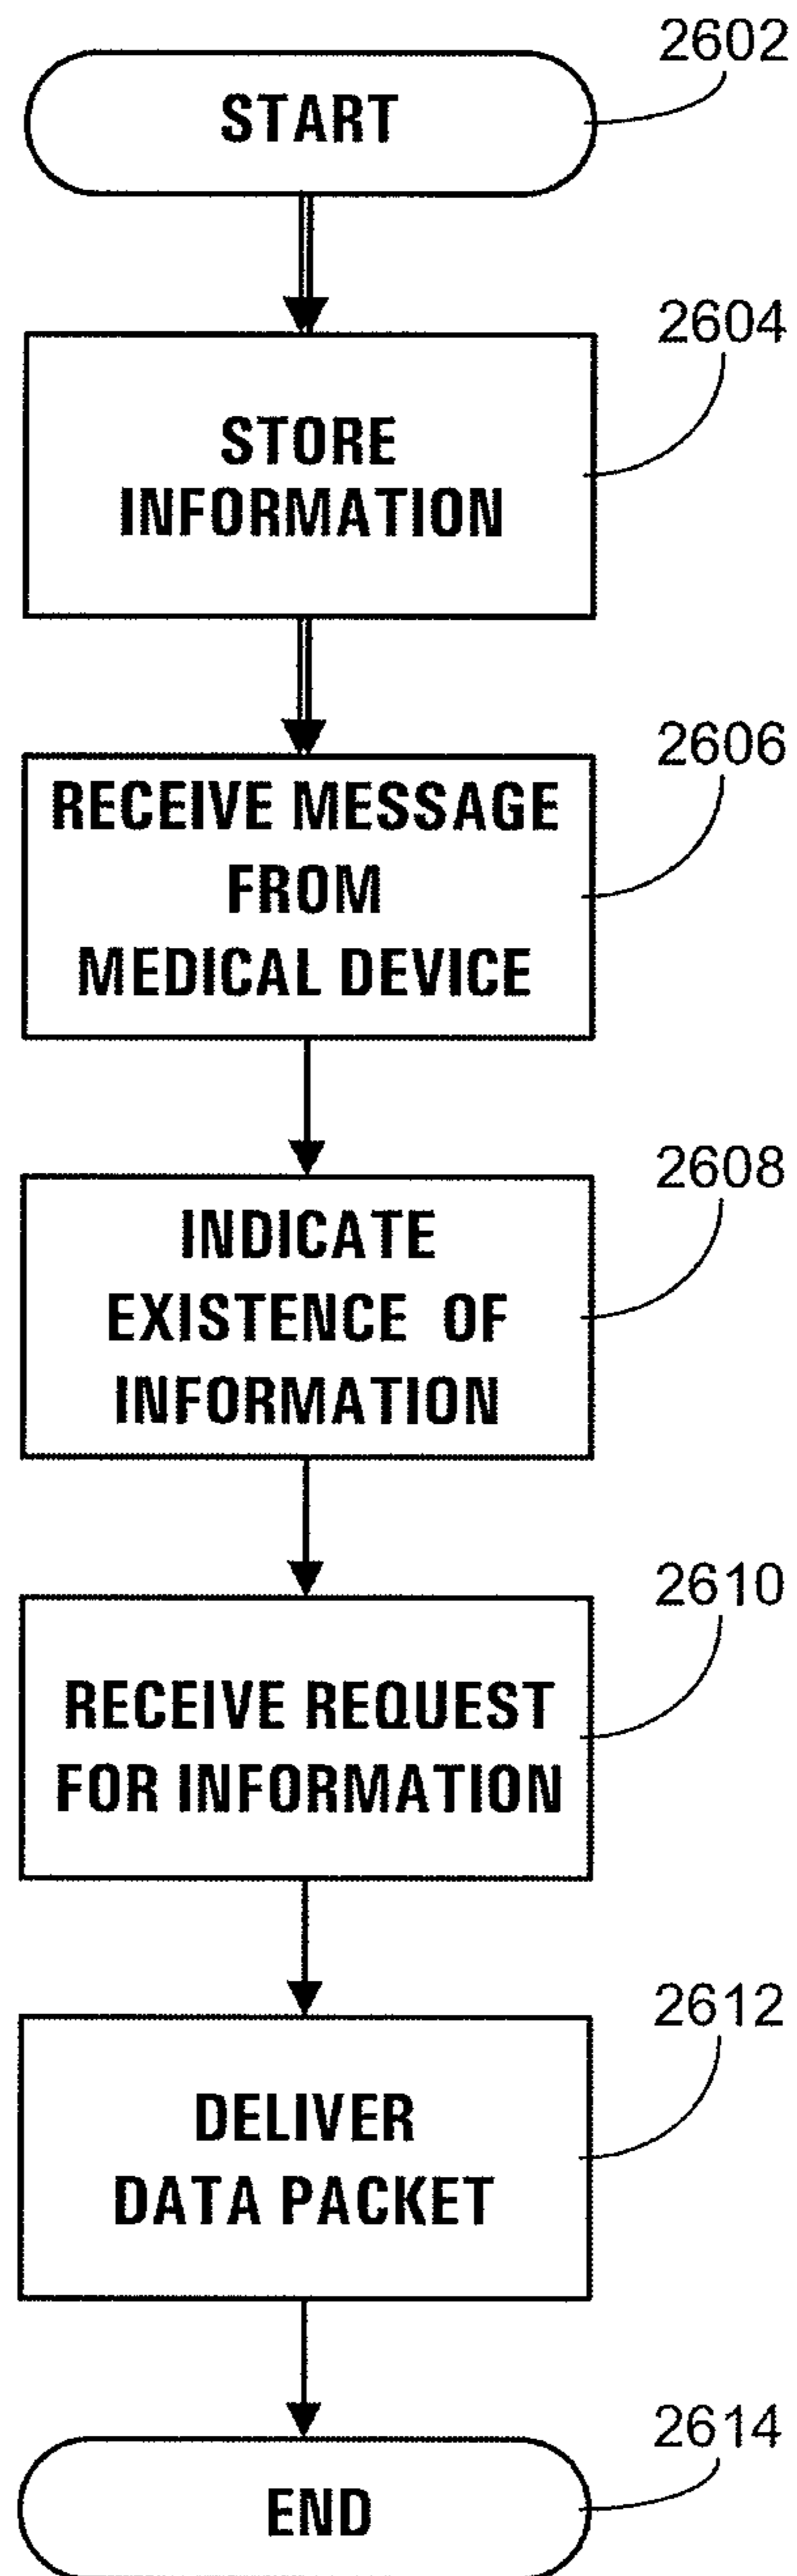 2602
START
2604
STORE
INFORMATION
2606
RECEIVE MESSAGE
FROM
MEDICAL DEVICE
2608
INDICATE
EXISTENCE OF
INFORMATION
2610
RECEIVE REQUEST
FOR INFORMATION
2612
DELIVER
DATA PACKET
2614
END